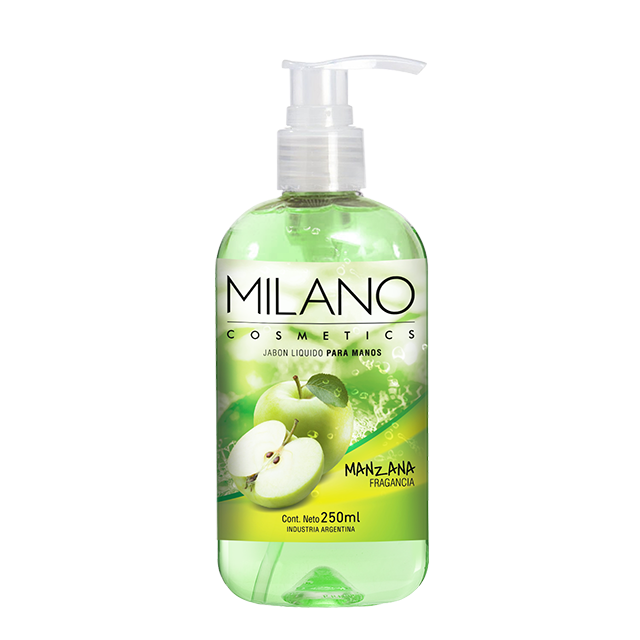 MILANO
COSMETICS
JABON LIQUIDO PARA MANOS
MANZANA
FRAGANCIA
Cont. Neto 250ml
INDUSTRIA ARGENTINA